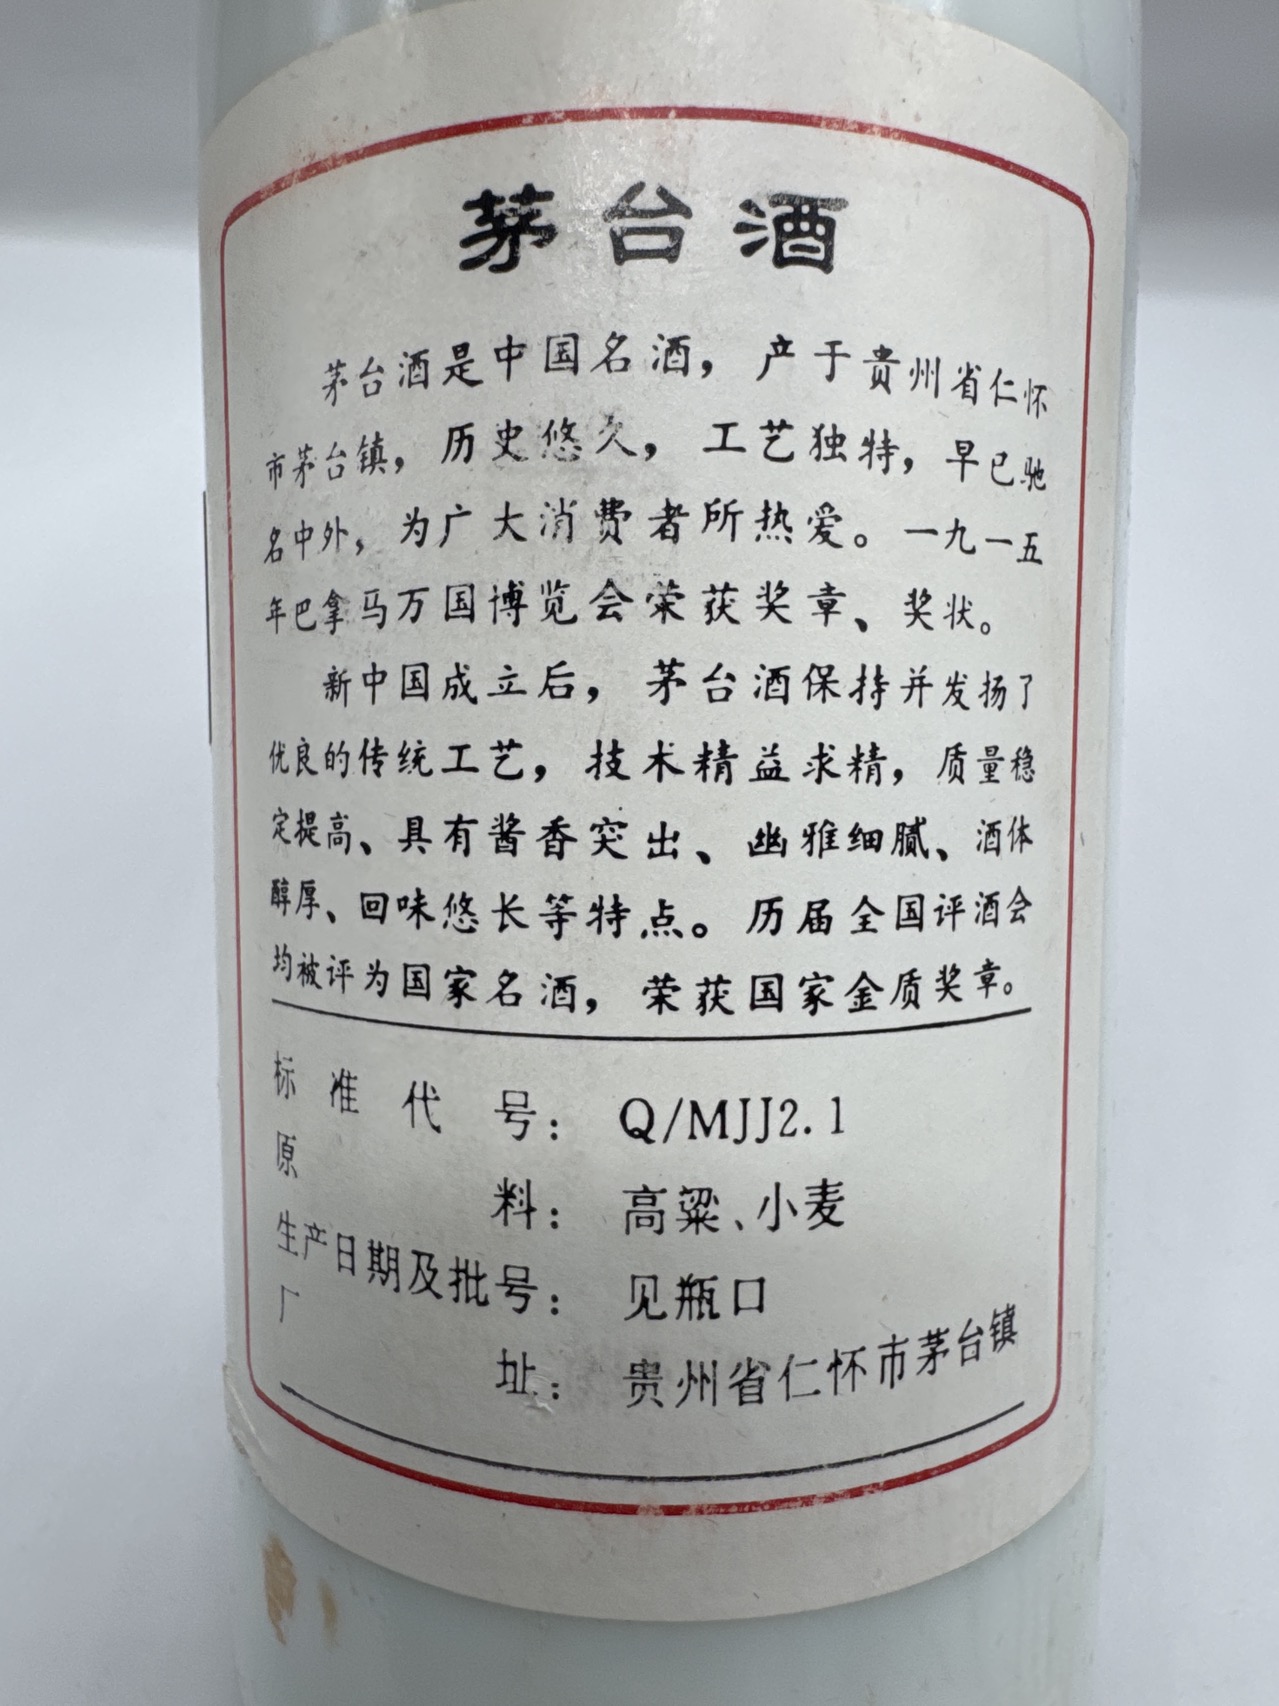 茅台酒
茅台酒是中国名酒，产于贵州省仁怀
市茅台镇，历史悠久，工艺独特，早已驰
名中外，为广大消费者所热爱。一九一五
年巴拿马万国博览会荣获奖章、奖状。
新中国成立后，茅台酒保持并发扬了
优良的传统工艺，技术精益求精，质量稳
定提高、具有酱香突出、幽雅细腻、酒体
醇厚、回味悠长等特点。历届全国评酒会
均被评为国家名酒，荣获国家金质奖章。
标准代号：Q/MJJ2.1
原料：高粱、小麦
生产日期及批号：见瓶口
厂址：贵州省仁怀市茅台镇